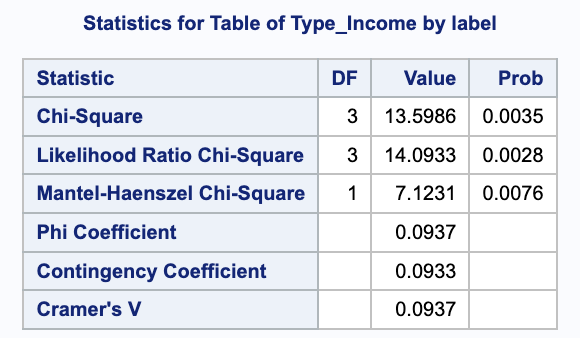 Statistics for Table of Type_Income by label
Statistic DF Value Prob
Chi-Square 3 13.5986 0.0035
Likelihood Ratio Chi-Square 3 14.0933 0.0028
Mantel-Haenszel Chi-Square 1 7.1231 0.0076
Phi Coefficient 0.0937
Contingency Coefficient 0.0933
Cramer's V 0.0937